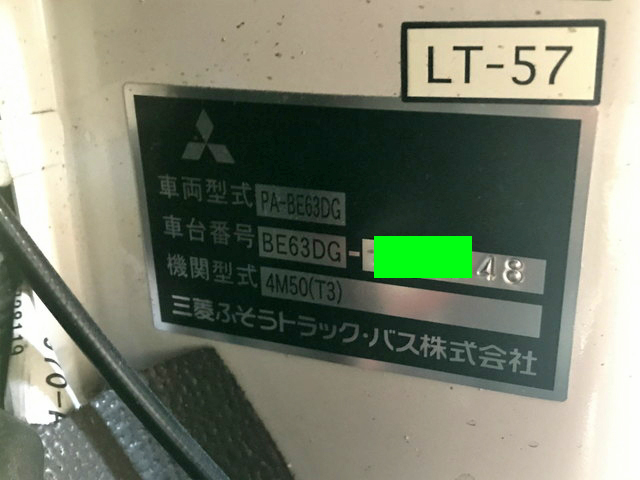 LT-57
車両型式 PA-BE63DG
車台番号 BE63DG- 48
機関型式 4M50(T3)
三菱ふそうトラック・バス株式会社